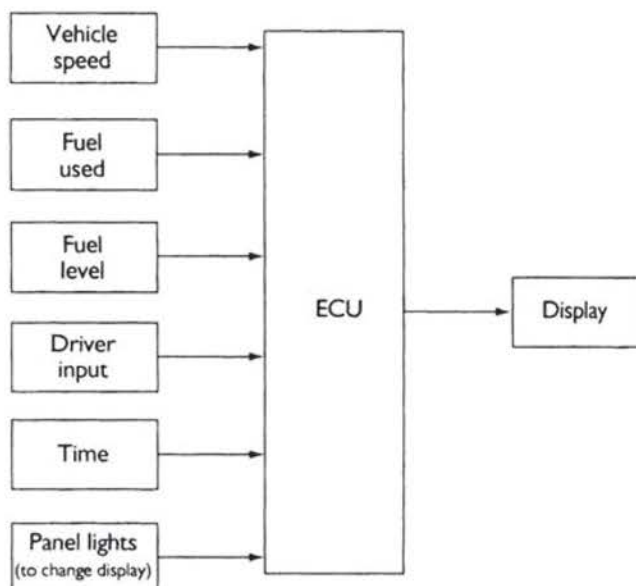 Vehicle
speed
Fuel
used
Fuel
level
Driver
input
Time
Panel lights
(to change display)
ECU
Display